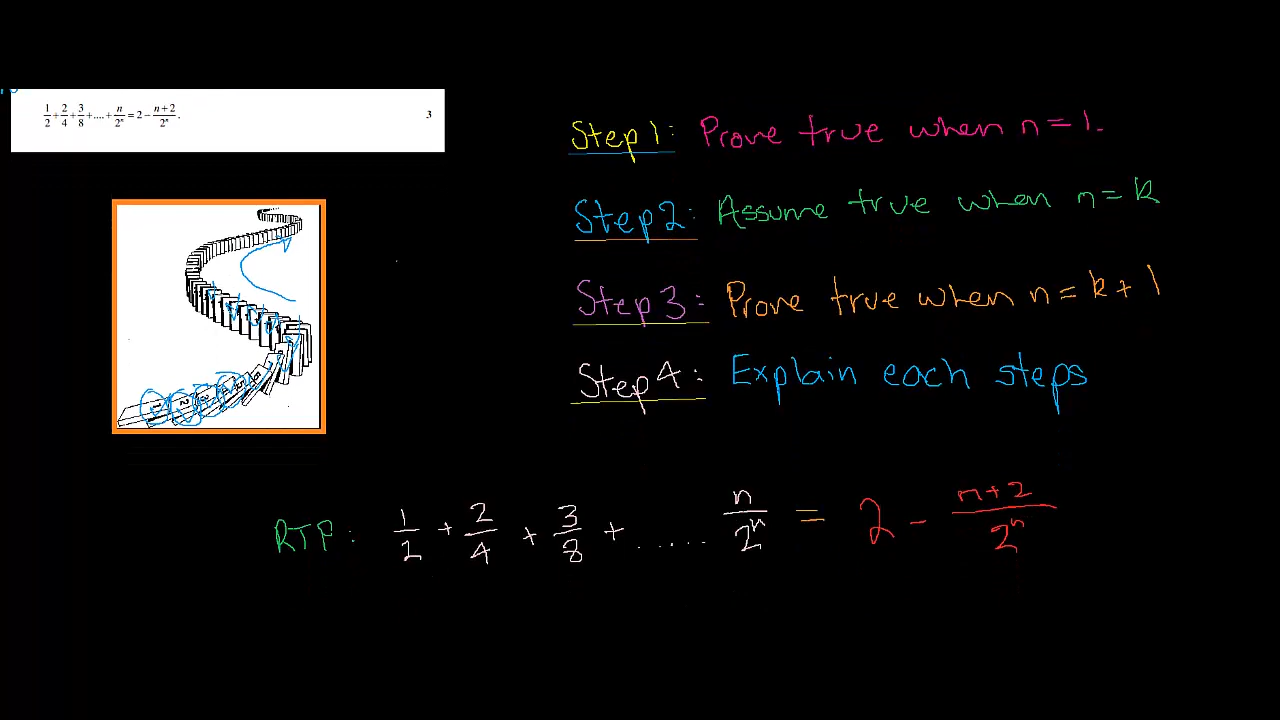 1/2 + 2/4 + 3/8 + .... + n/2ⁿ = 2 − (n+2)/2ⁿ. 3
Step 1: Prove true when n = 1.
Step 2: Assume true when n = k
Step 3: Prove true when n = k + 1
Step 4: Explain each steps
RTP: 1/2 + 2/4 + 3/8 + ..... n/2ⁿ = 2 − (n+2)/2ⁿ